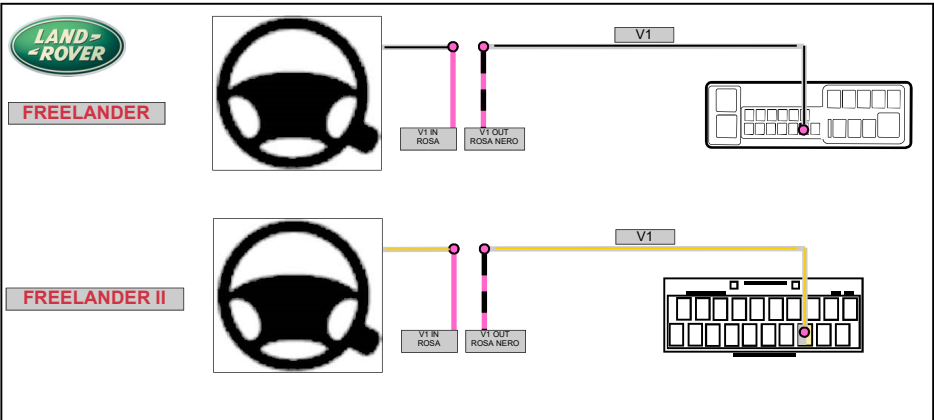 LAND-
-ROVER
V1
FREELANDER
V1 IN
ROSA
V1 OUT
ROSA NERO
V1
FREELANDER II
V1 IN
ROSA
V1 OUT
ROSA NERO